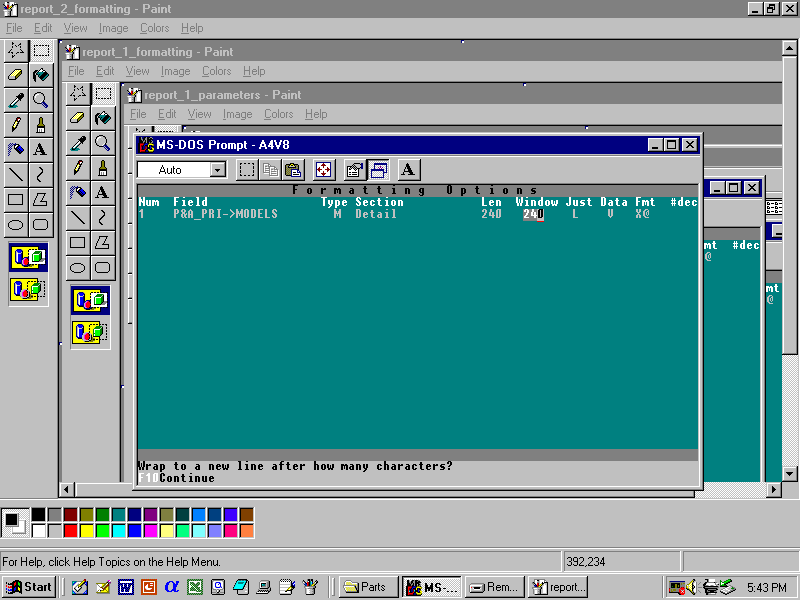 report_2_formatting - Paint
File Edit View Image Colors Help
report_1_formatting - Paint
File Edit View Image Colors Help
report_1_parameters - Paint
File Edit View Image Colors Help
MS-DOS Prompt - A4V8
Auto
A
Formatting Options
Num Field Type Section Len Window Just Data Fmt #dec
1 P&A_PRI->MODELS M Detail 240 240 L V X@
mt #dec
@
mt
@
Wrap to a new line after how many characters?
F10Continue
For Help, click Help Topics on the Help Menu.
392,234
Start
Parts
MS-...
Rem...
report...
5:43 PM